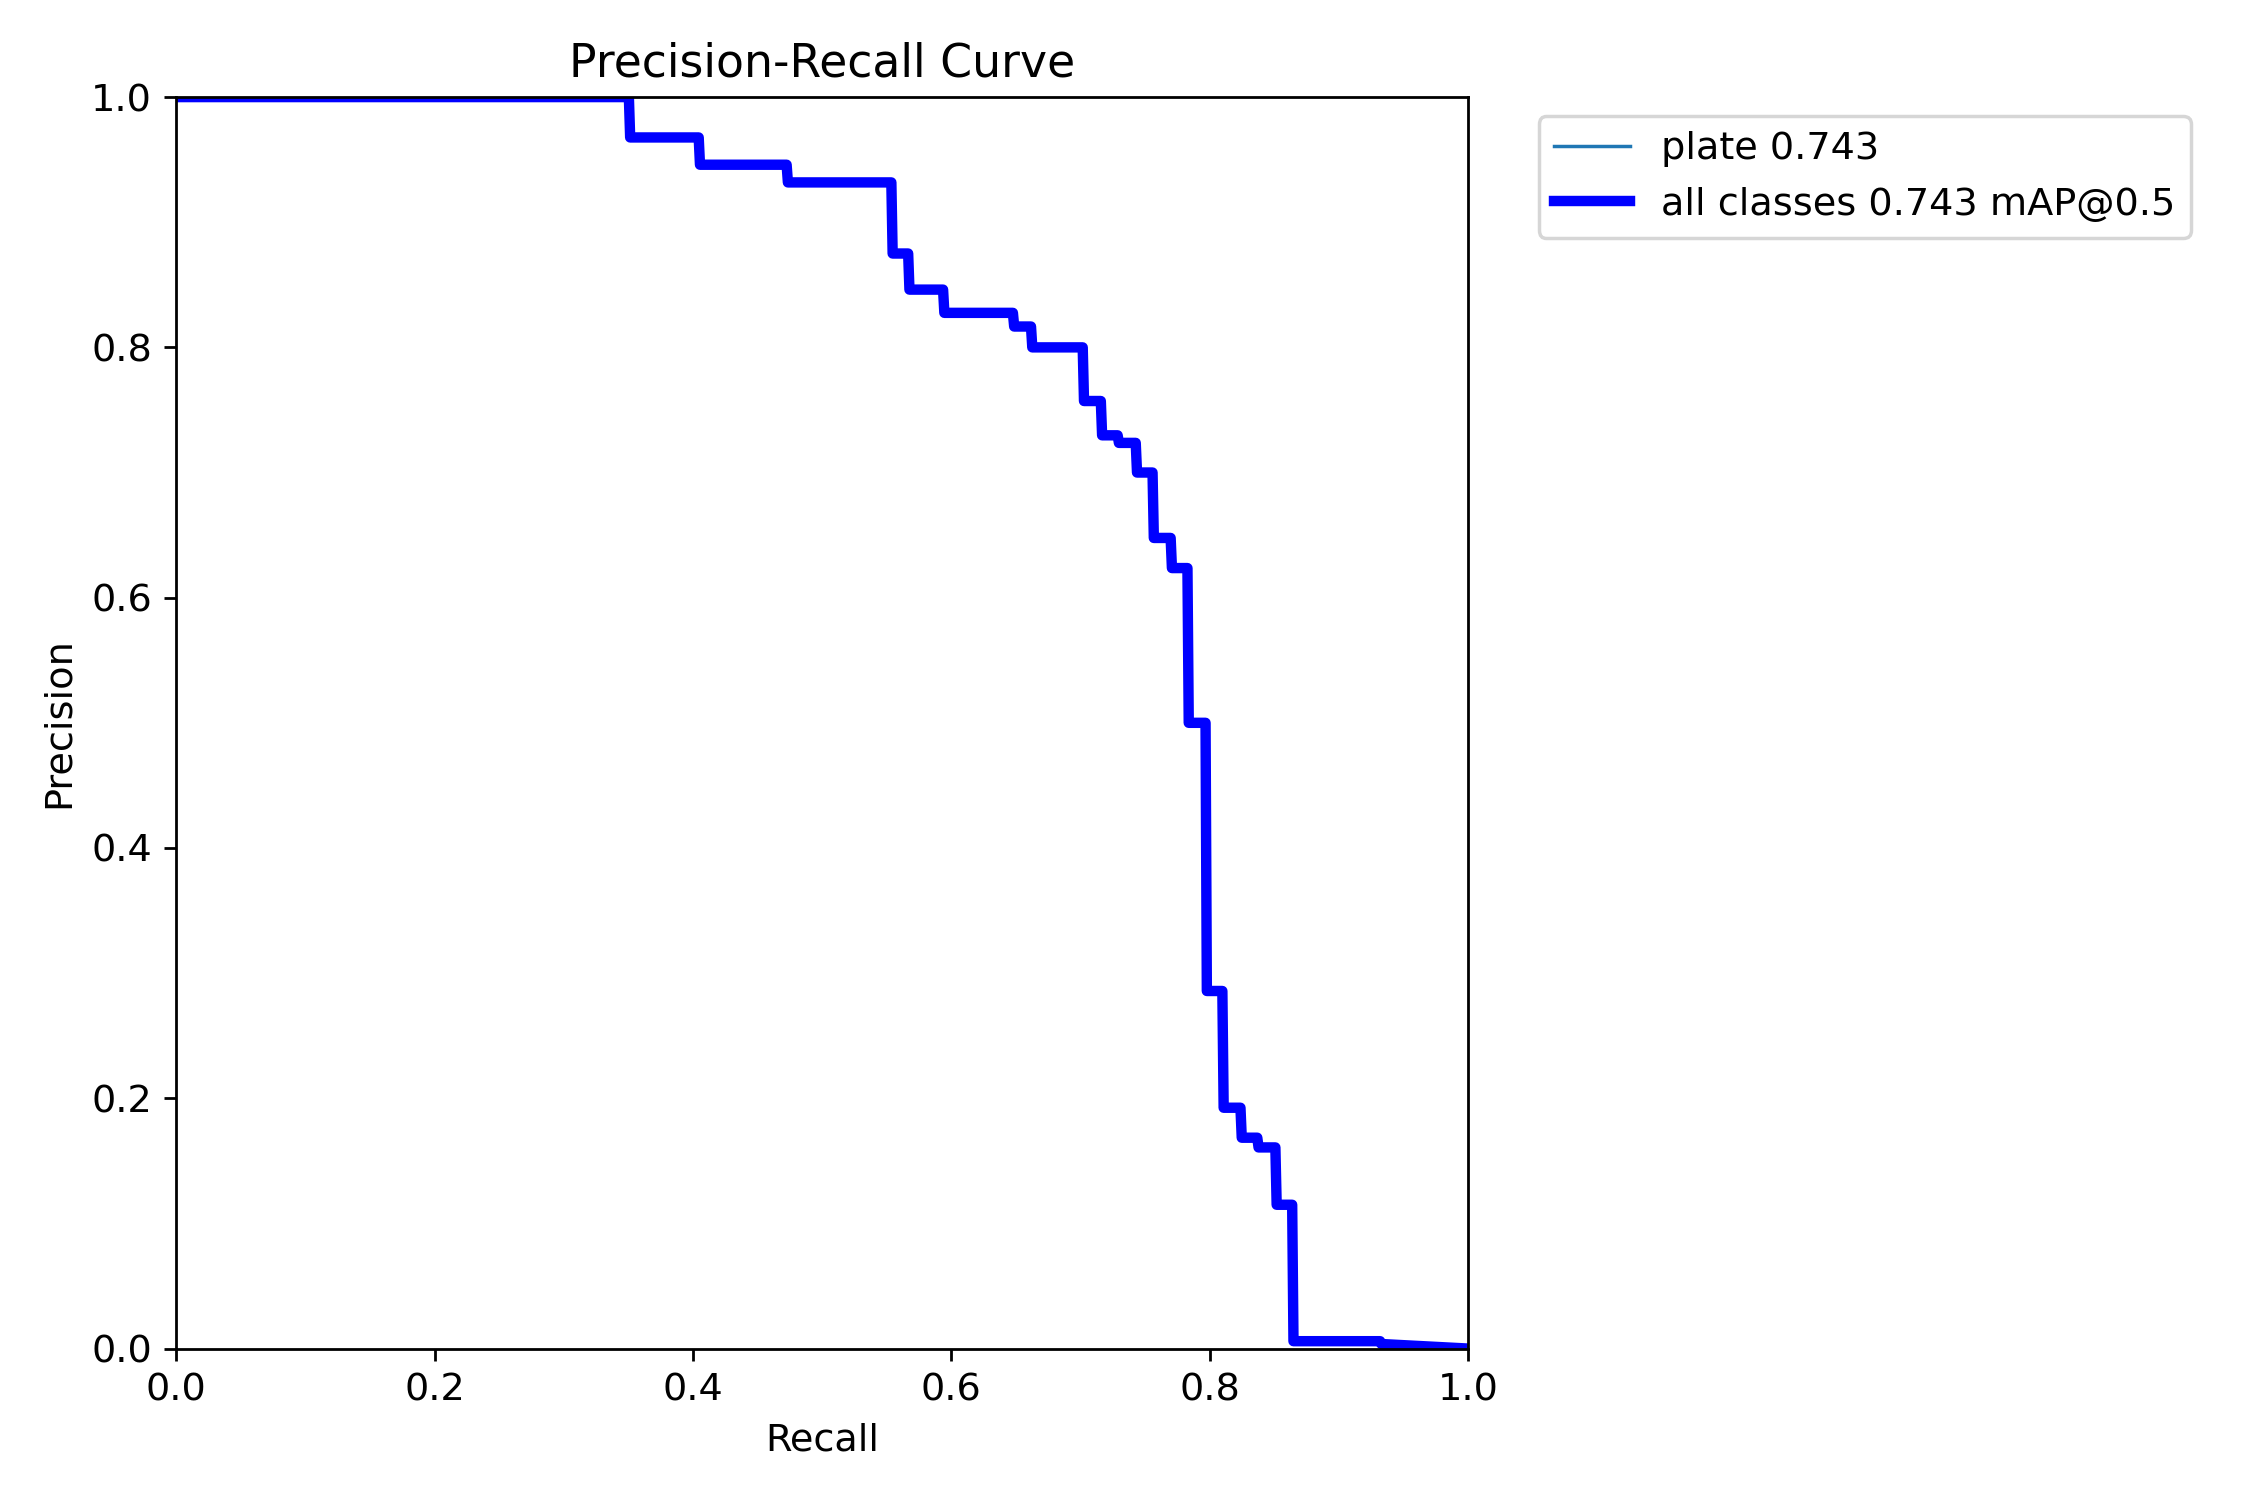 Precision-Recall Curve
plate 0.743
all classes 0.743 mAP@0.5
Precision
1.0
0.8
0.6
0.4
0.2
0.0
0.0 0.2 0.4 0.6 0.8 1.0
Recall